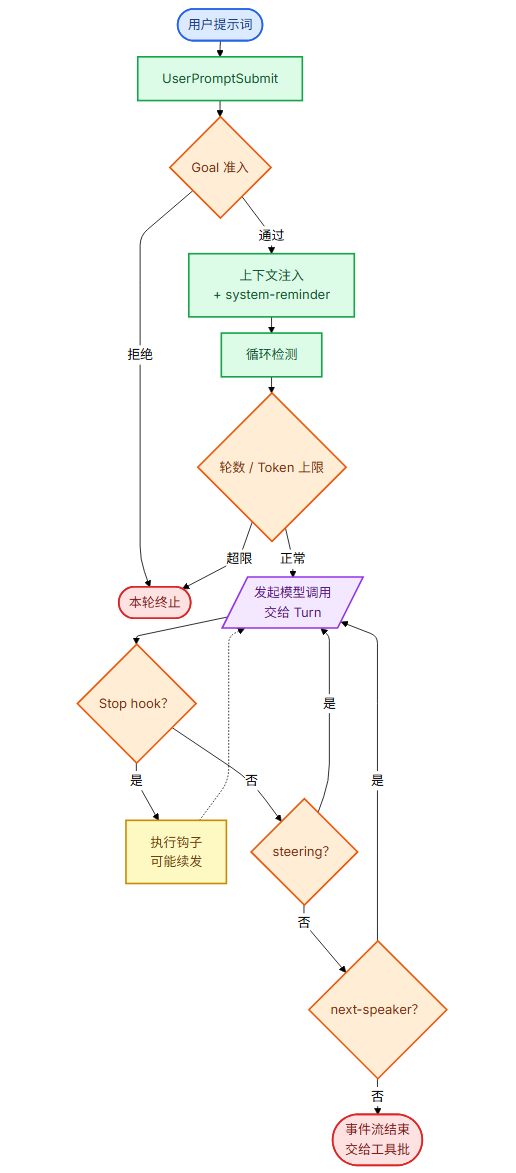 用户提示词
UserPromptSubmit
Goal 准入
通过
上下文注入
+ system-reminder
拒绝
循环检测
轮数 / Token 上限
超限
正常
本轮终止
发起模型调用
交给 Turn
Stop hook?
是
是
否
是
执行钩子
可能续发
steering?
否
next-speaker?
否
事件流结束
交给工具批